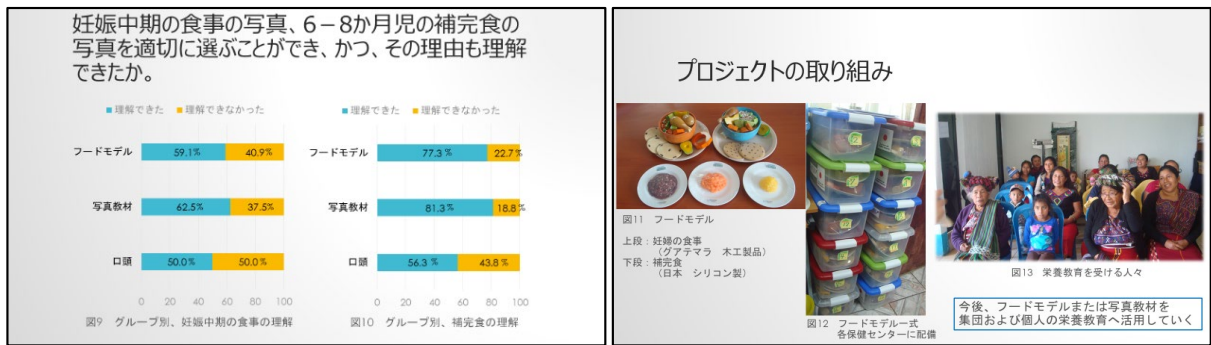 妊娠中期の食事の写真、6－8か月児の補完食の
写真を適切に選ぶことができ、かつ、その理由も理解
できたか。
■理解できた ■理解できなかった
フードモデル 59.1% 40.9%
写真教材 62.5% 37.5%
口頭 50.0% 50.0%
0 20 40 60 80 100
図9 グループ別、妊娠中期の食事の理解
■理解できた ■理解できなかった
フードモデル 77.3 % 22.7 %
写真教材 81.3 % 18.8 %
口頭 56.3 % 43.8 %
0 20 40 60 80 100
図10 グループ別、補完食の理解
プロジェクトの取り組み
図11 フードモデル
上段：妊婦の食事
（グアテマラ 木工製品）
下段：補完食
（日本 シリコン製）
図12 フードモデル一式
各保健センターに配備
図13 栄養教育を受ける人々
今後、フードモデルまたは写真教材を
集団および個人の栄養教育へ活用していく